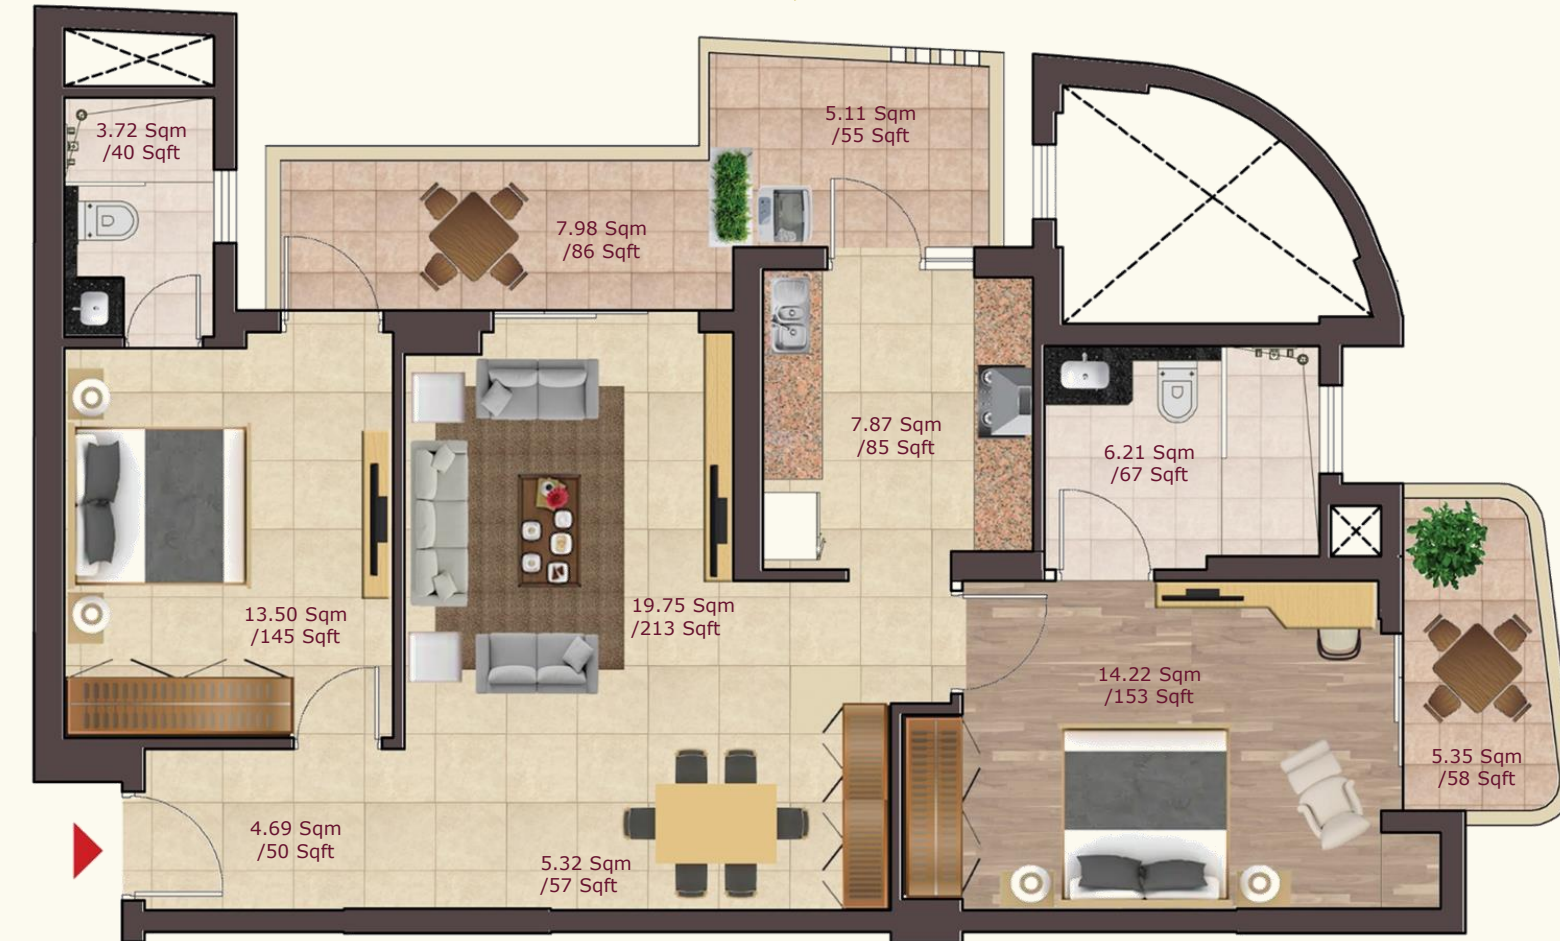 3.72 Sqm
/40 Sqft
5.11 Sqm
/55 Sqft
7.98 Sqm
/86 Sqft
7.87 Sqm
/85 Sqft
6.21 Sqm
/67 Sqft
13.50 Sqm
/145 Sqft
19.75 Sqm
/213 Sqft
14.22 Sqm
/153 Sqft
5.35 Sqm
/58 Sqft
4.69 Sqm
/50 Sqft
5.32 Sqm
/57 Sqft